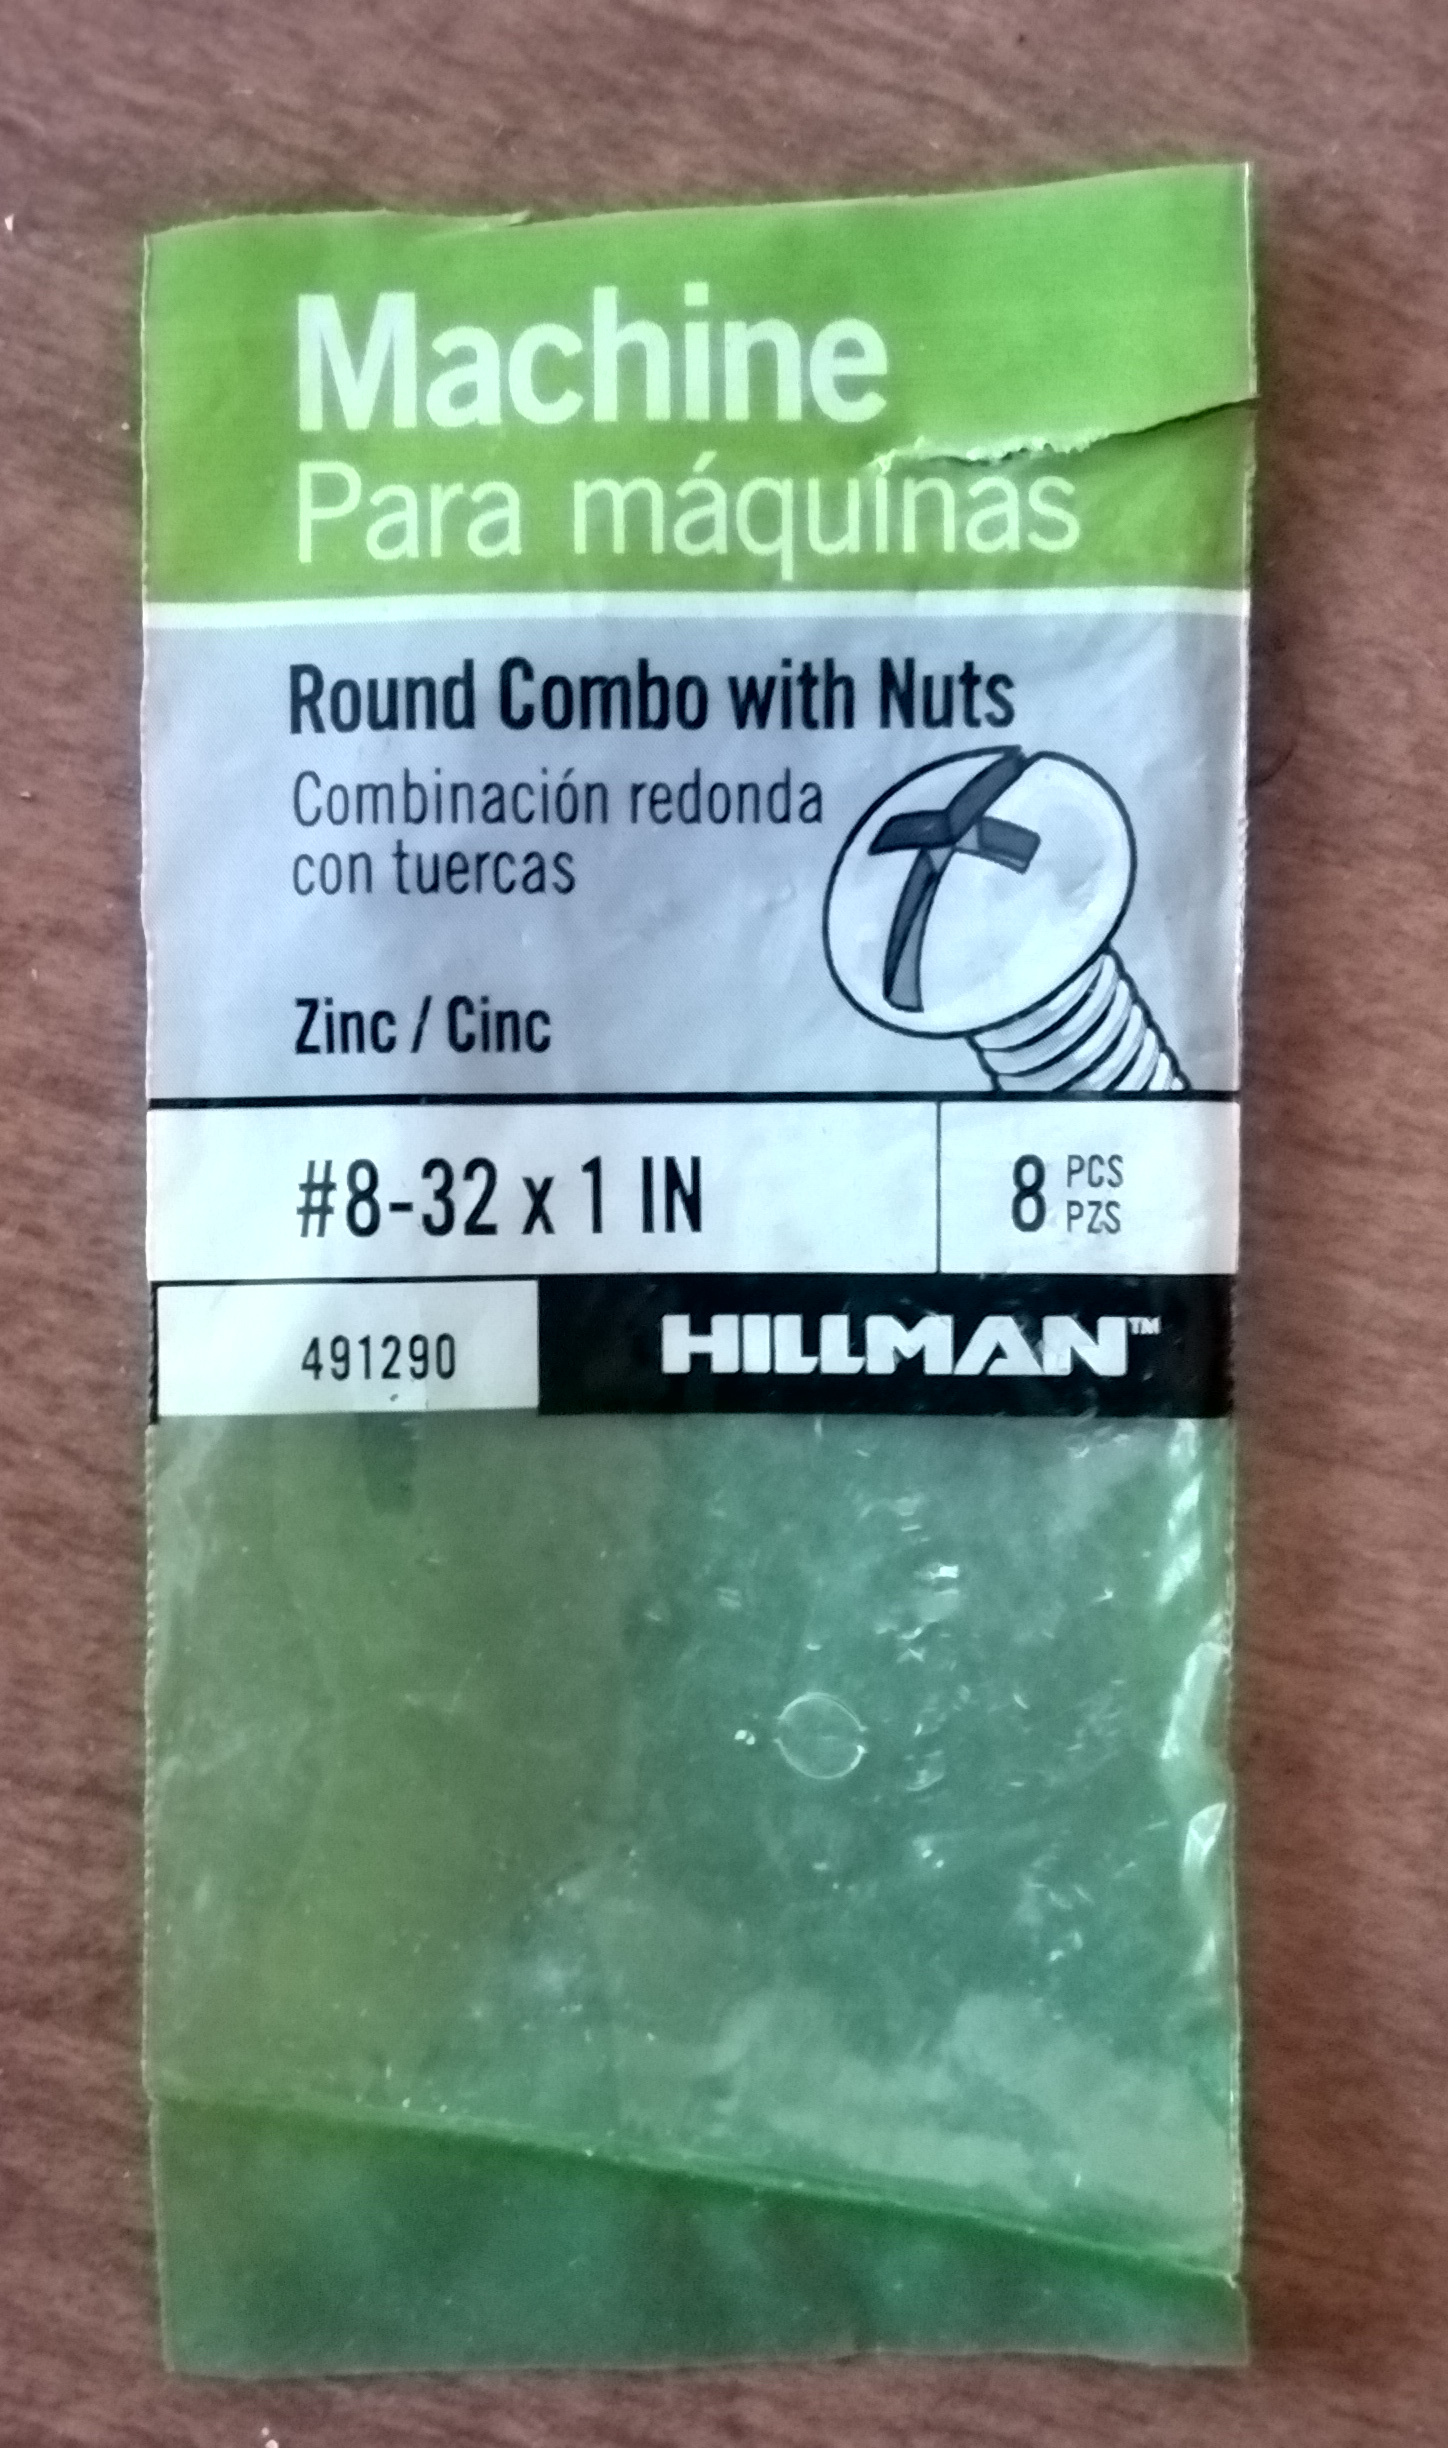 Machine
Para máquinas
Round Combo with Nuts
Combinación redonda
con tuercas
Zinc / Cinc
#8-32 x 1 IN
8 PCS
PZS
491290
HILLMAN™